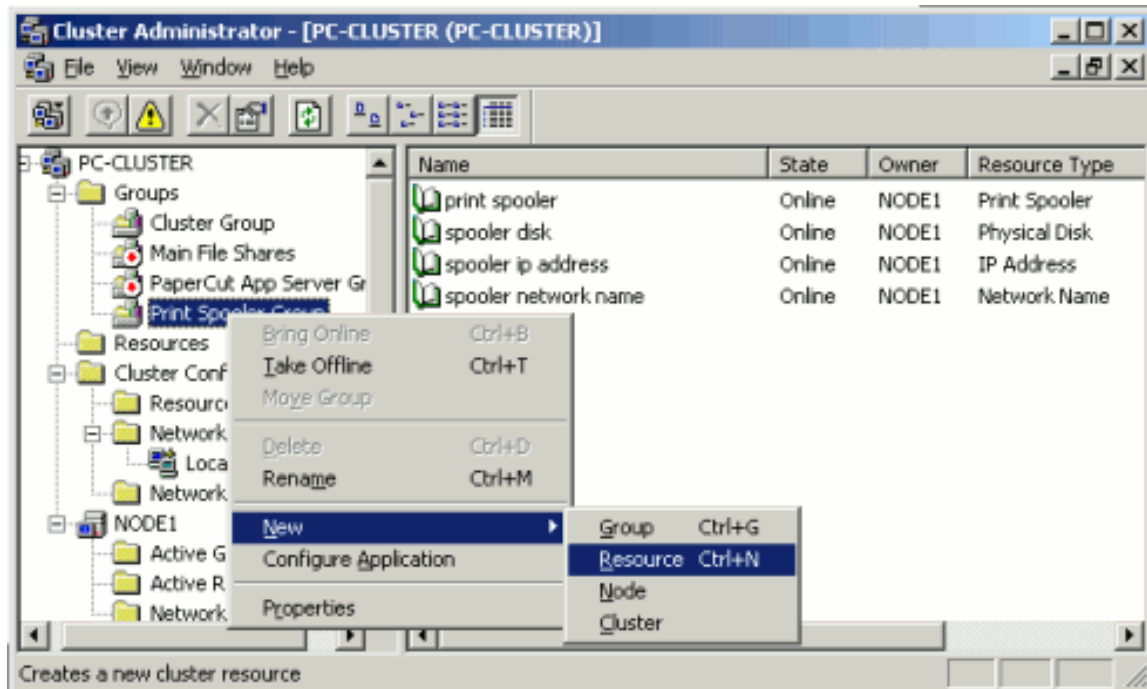 Cluster Administrator - [PC-CLUSTER (PC-CLUSTER)]
File View Window Help
PC-CLUSTER
Groups
Cluster Group
Main File Shares
PaperCut App Server Gr
Print Spooler Group
Resources
Cluster Conf
Resourc
Network
Loca
Network
NODE1
Active G
Active R
Network
Name State Owner Resource Type
print spooler Online NODE1 Print Spooler
spooler disk Online NODE1 Physical Disk
spooler ip address Online NODE1 IP Address
spooler network name Online NODE1 Network Name
Bring Online Ctrl+B
Take Offline Ctrl+T
Move Group
Delete Ctrl+D
Rename Ctrl+M
New
Configure Application
Properties
Group Ctrl+G
Resource Ctrl+N
Node
Cluster
Creates a new cluster resource